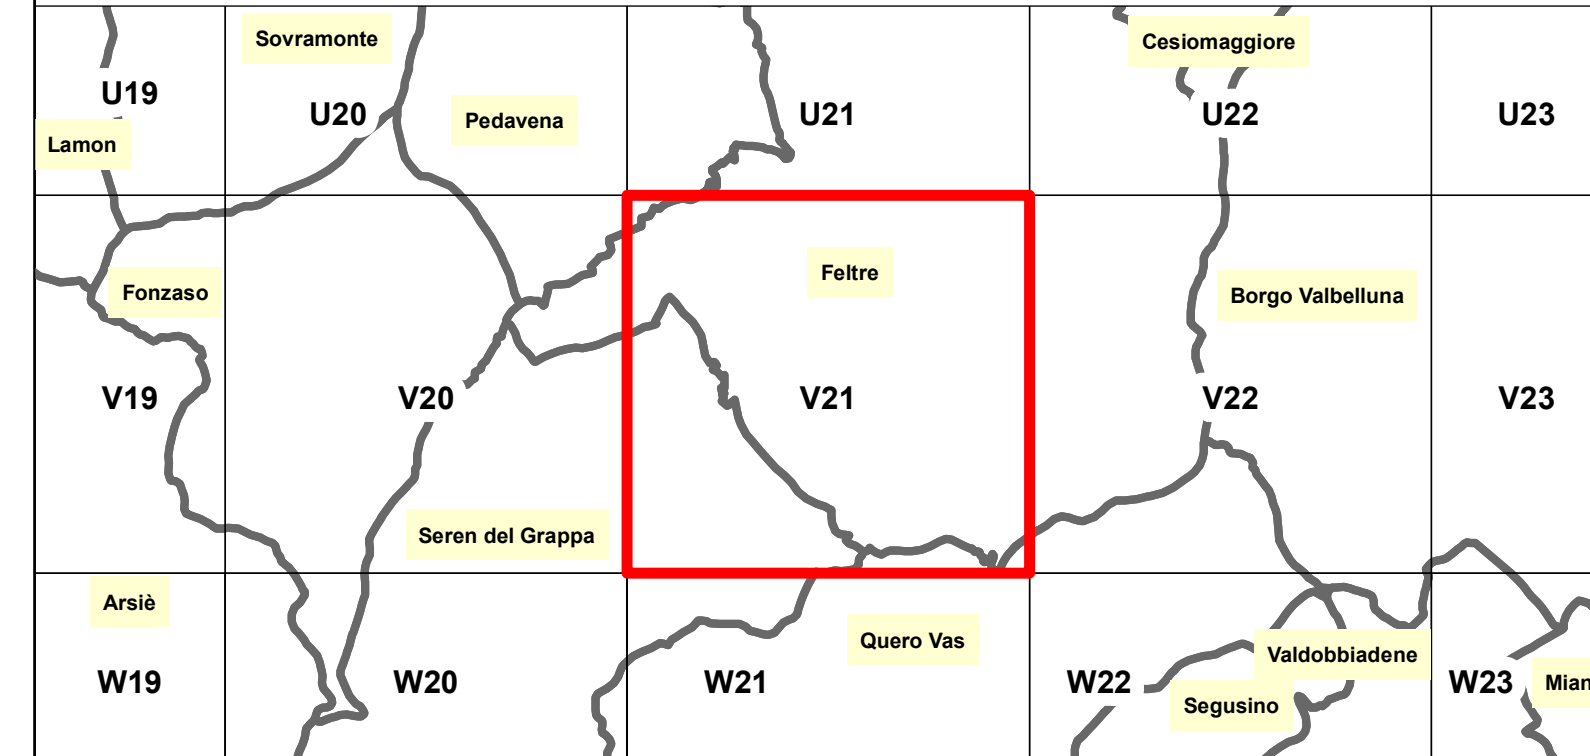 Sovramonte
Cesiomaggiore
U19
U20
Pedavena
U21
U22
U23
Lamon
Feltre
Fonzaso
Borgo Valbelluna
V19
V20
V21
V22
V23
Seren del Grappa
Arsiè
Quero Vas
Valdobbiadene
W19
W20
W21
W22
W23
Mian
Segusino